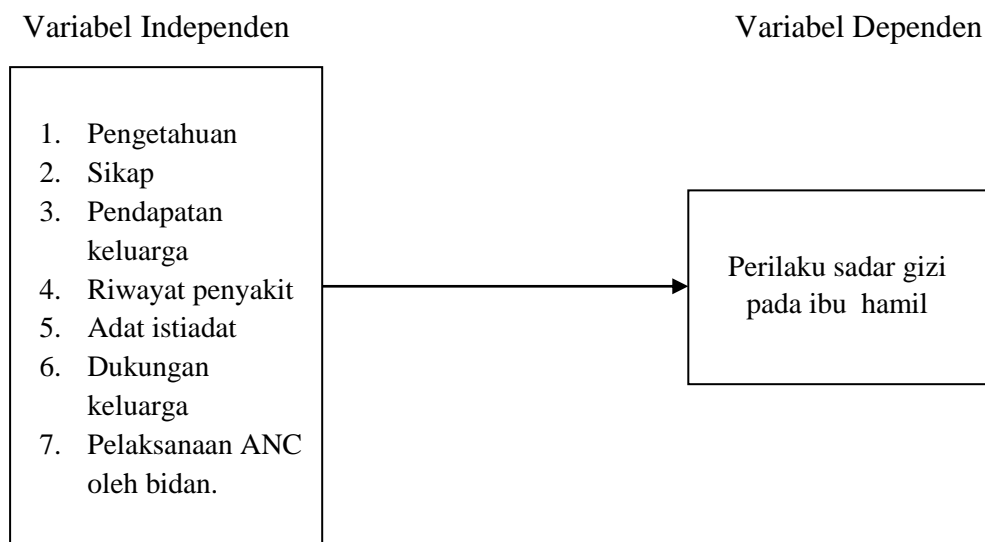 Variabel Independen
Variabel Dependen
1. Pengetahuan
2. Sikap
3. Pendapatan
keluarga
4. Riwayat penyakit
5. Adat istiadat
6. Dukungan
keluarga
7. Pelaksanaan ANC
oleh bidan.
Perilaku sadar gizi
pada ibu hamil